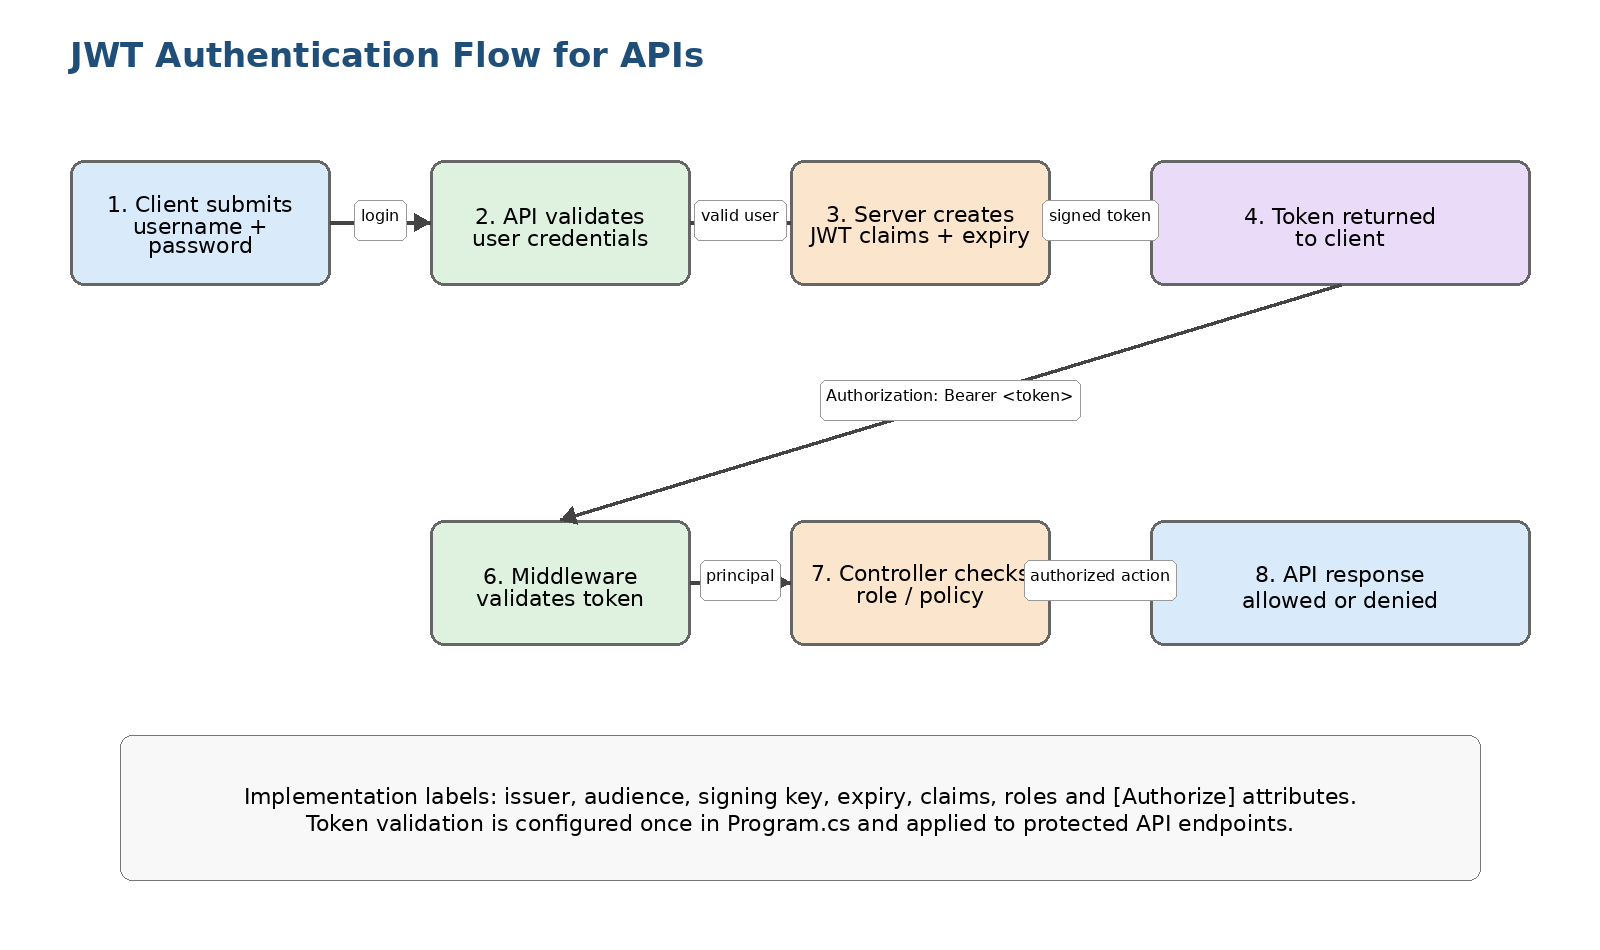 JWT Authentication Flow for APIs
1. Client submits
username +
password
login
2. API validates
user credentials
valid user
3. Server creates
JWT claims + expiry
signed token
4. Token returned
to client
Authorization: Bearer <token>
6. Middleware
validates token
principal
7. Controller checks
role / policy
authorized action
8. API response
allowed or denied
Implementation labels: issuer, audience, signing key, expiry, claims, roles and [Authorize] attributes.
Token validation is configured once in Program.cs and applied to protected API endpoints.